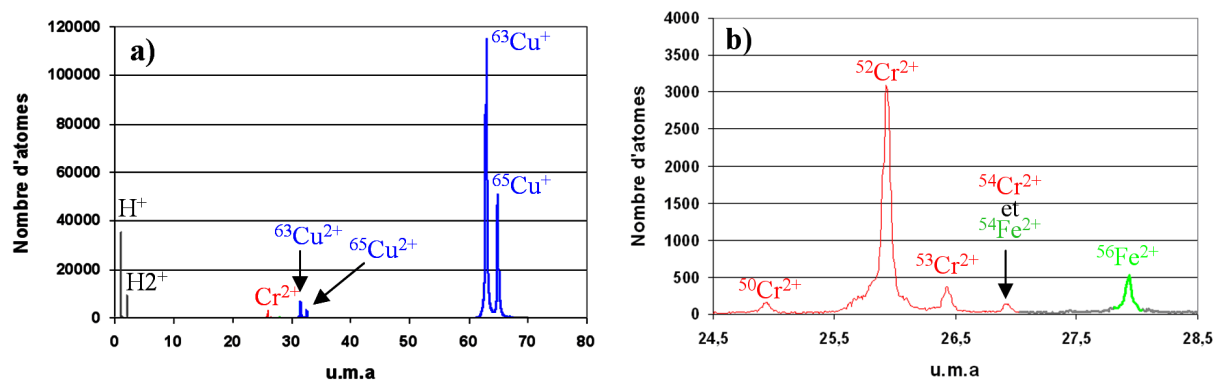 a)
Nombre d'atomes
120000
100000
80000
60000
40000
20000
0
0 10 20 30 40 50 60 70 80
u.m.a
H⁺
H2⁺
Cr²⁺
⁶³Cu²⁺
⁶⁵Cu²⁺
⁶³Cu⁺
⁶⁵Cu⁺
b)
Nombre d'atomes
4000
3500
3000
2500
2000
1500
1000
500
0
24,5 25,5 26,5 27,5 28,5
u.m.a
⁵⁰Cr²⁺
⁵²Cr²⁺
⁵³Cr²⁺
⁵⁴Cr²⁺
et
⁵⁴Fe²⁺
⁵⁶Fe²⁺